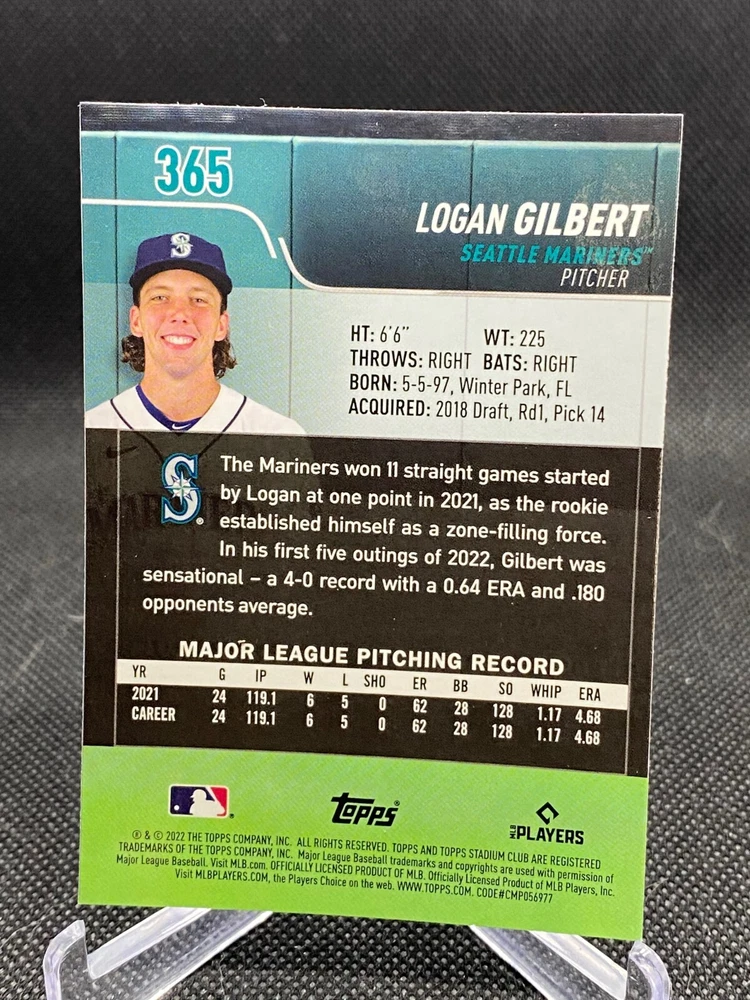 365
LOGAN GILBERT
SEATTLE MARINERS™
PITCHER
HT: 6'6" WT: 225
THROWS: RIGHT BATS: RIGHT
BORN: 5-5-97, Winter Park, FL
ACQUIRED: 2018 Draft, Rd1, Pick 14
S
S
The Mariners won 11 straight games started
by Logan at one point in 2021, as the rookie
established himself as a zone-filling force.
In his first five outings of 2022, Gilbert was
sensational – a 4-0 record with a 0.64 ERA and .180
opponents average.
MAJOR LEAGUE PITCHING RECORD
YR G IP W L SHO ER BB SO WHIP ERA
2021 24 119.1 6 5 0 62 28 128 1.17 4.68
CAREER 24 119.1 6 5 0 62 28 128 1.17 4.68
topps®
MLB PLAYERS
® & © 2022 THE TOPPS COMPANY, INC. ALL RIGHTS RESERVED. TOPPS AND TOPPS STADIUM CLUB ARE REGISTERED
TRADEMARKS OF THE TOPPS COMPANY, INC. Major League Baseball trademarks and copyrights are used with permission of
Major League Baseball. Visit MLB.com. OFFICIALLY LICENSED PRODUCT OF MLB. Officially Licensed Product of MLB Players, Inc.
Visit MLBPLAYERS.COM, the Players Choice on the web. WWW.TOPPS.COM. CODE#CMP056977